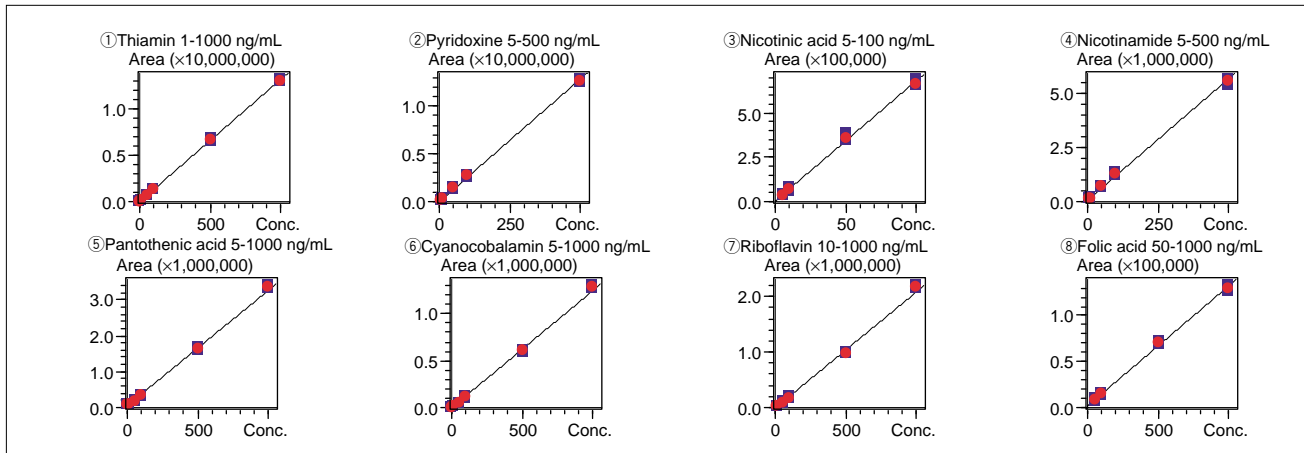 ①Thiamin 1-1000 ng/mL
Area (×10,000,000)
1.0
0.5
0.0
0 500 Conc.
②Pyridoxine 5-500 ng/mL
Area (×10,000,000)
1.0
0.5
0.0
0 250 Conc.
③Nicotinic acid 5-100 ng/mL
Area (×100,000)
5.0
2.5
0.0
0 50 Conc.
④Nicotinamide 5-500 ng/mL
Area (×1,000,000)
5.0
2.5
0.0
0 250 Conc.
⑤Pantothenic acid 5-1000 ng/mL
Area (×1,000,000)
3.0
2.0
1.0
0.0
0 500 Conc.
⑥Cyanocobalamin 5-1000 ng/mL
Area (×1,000,000)
1.0
0.5
0.0
0 500 Conc.
⑦Riboflavin 10-1000 ng/mL
Area (×1,000,000)
2.0
1.0
0.0
0 500 Conc.
⑧Folic acid 50-1000 ng/mL
Area (×100,000)
1.0
0.5
0.0
0 500 Conc.